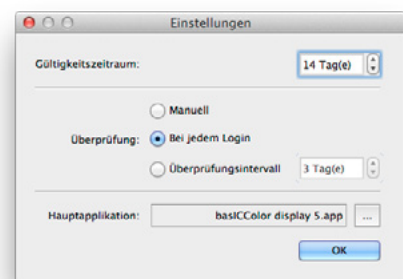 Einstellungen
Gültigkeitszeitraum: 14 Tag(e)
Manuell
Überprüfung: Bei jedem Login
Überprüfungsintervall 3 Tag(e)
Hauptapplikation: basICColor display 5.app ...
OK